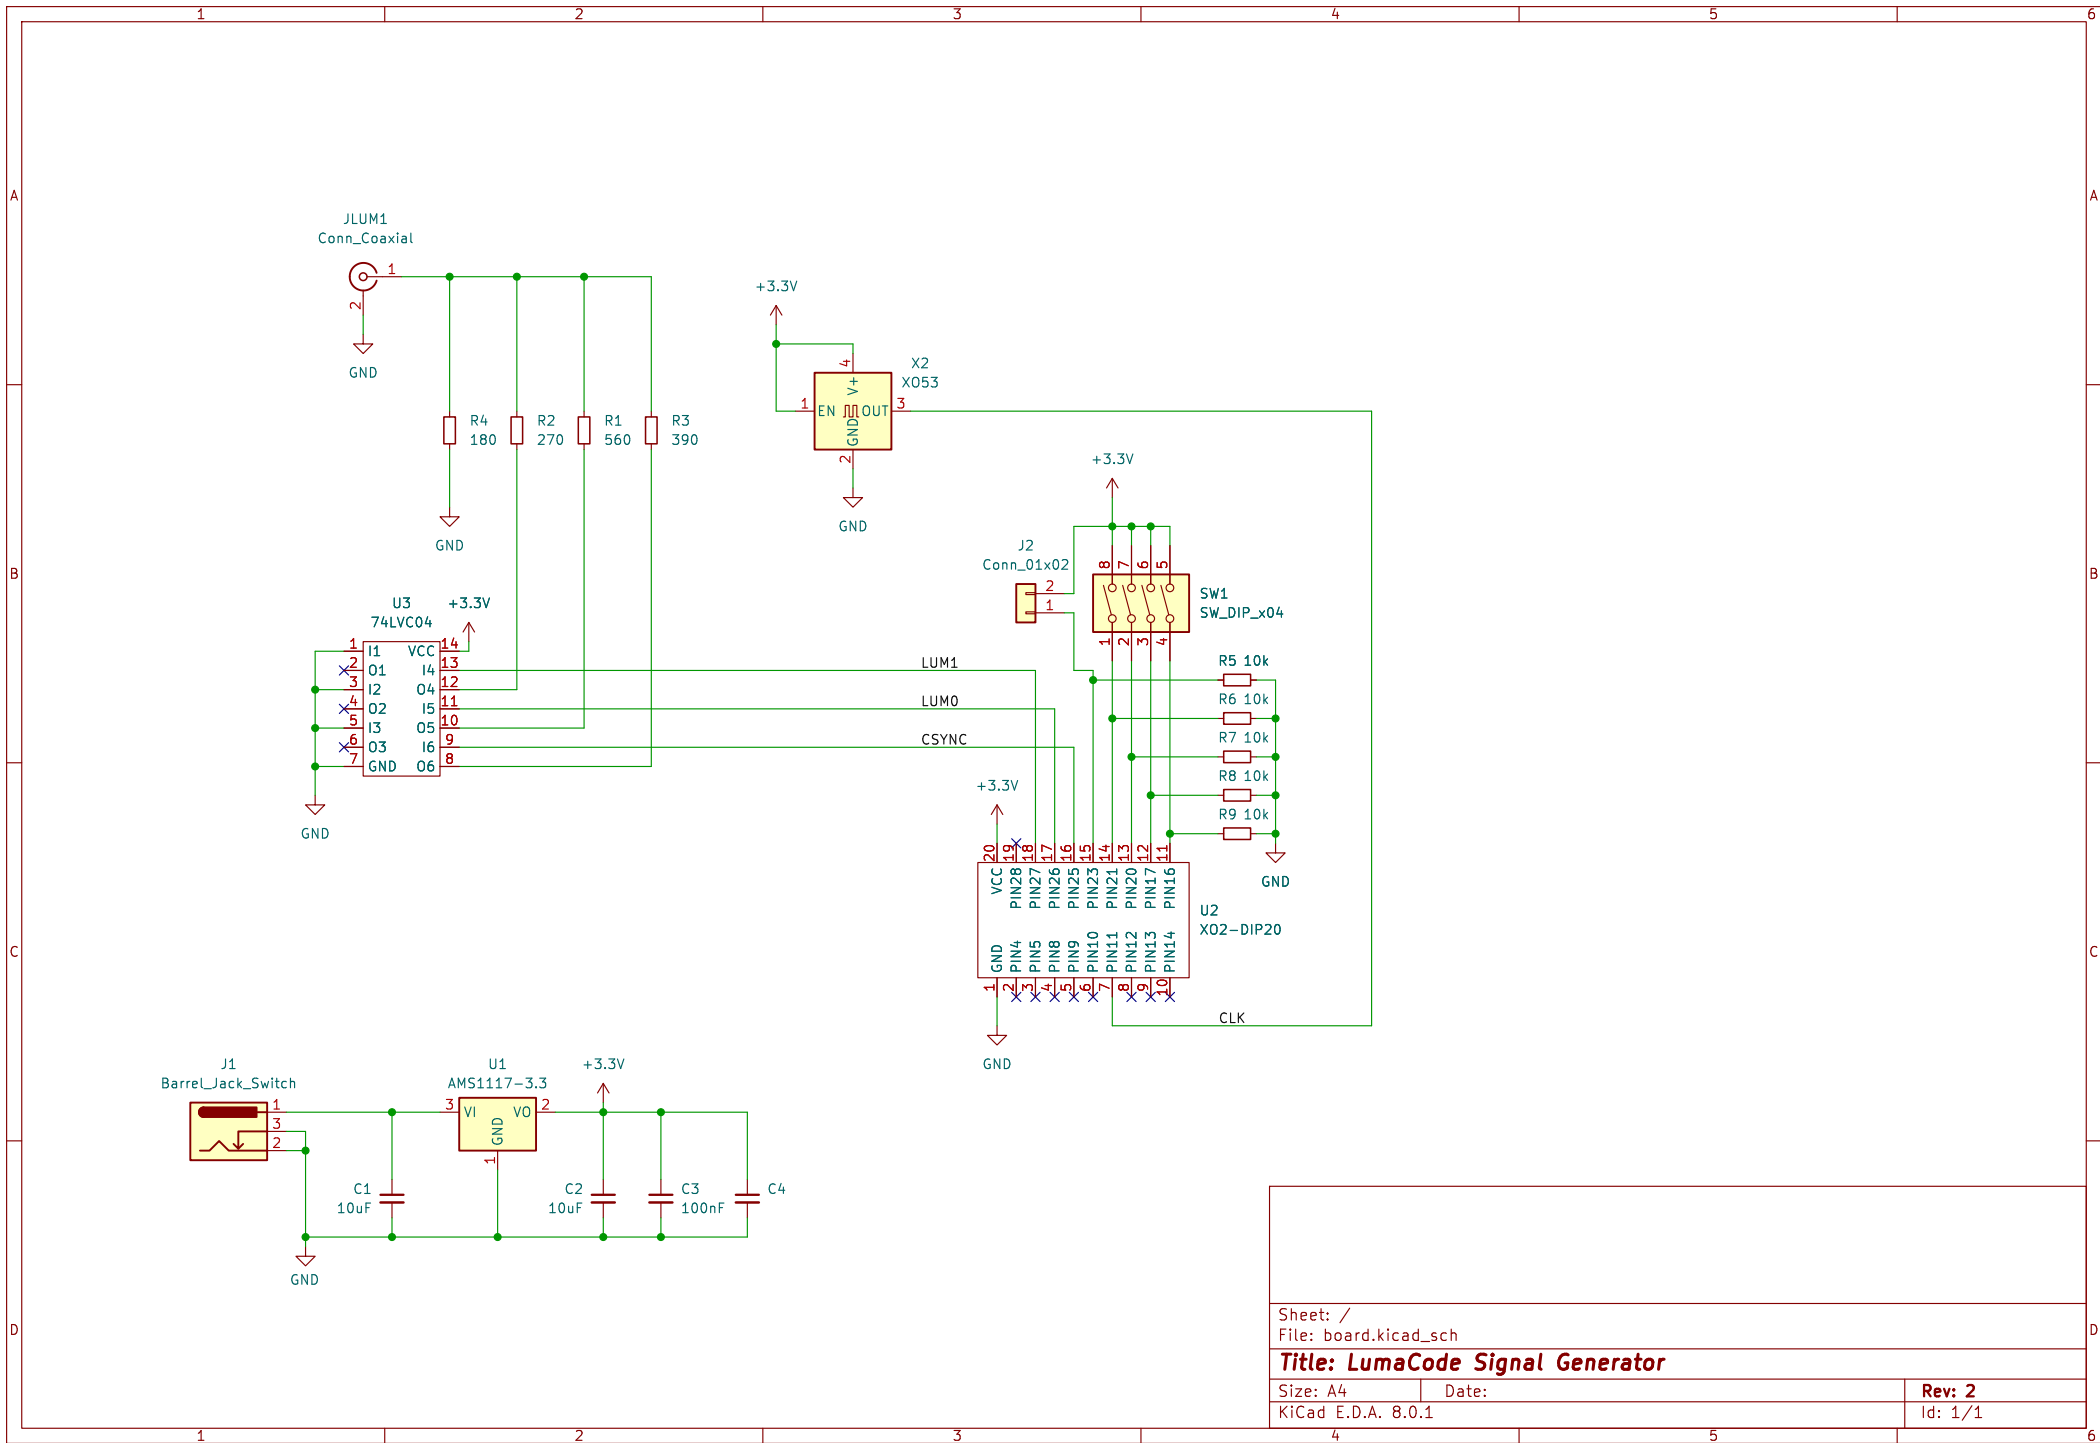 1 2 3 4 5 6
A A
JLUM1
Conn_Coaxial
1
2
GND
+3.3V
X2
XO53
4
V+
1 EN OUT 3
GND
2
GND
R4
180
R2
270
R1
560
R3
390
GND
+3.3V
J2
Conn_01x02
2
1
8 7 6 5
1 2 3 4
SW1
SW_DIP_x04
B B
U3
74LVC04
+3.3V
1 I1 VCC 14
2 O1 I4 13
3 I2 O4 12
4 O2 I5 11
5 I3 O5 10
6 O3 I6 9
7 GND O6 8
GND
LUM1
LUM0
CSYNC
R5 10k
R6 10k
R7 10k
R8 10k
R9 10k
GND
+3.3V
20 19 18 17 16 15 14 13 12 11
VCC PIN28 PIN27 PIN26 PIN25 PIN23 PIN21 PIN20 PIN17 PIN16
U2
XO2-DIP20
GND PIN4 PIN5 PIN8 PIN9 PIN10 PIN11 PIN12 PIN13 PIN14
1 2 3 4 5 6 7 8 9 10
C C
CLK
GND
J1
Barrel_Jack_Switch
1
3
2
U1
AMS1117-3.3
3 VI VO 2
GND
1
+3.3V
C1
10uF
C2
10uF
C3
100nF
C4
GND
D D
Sheet: /
File: board.kicad_sch
Title: LumaCode Signal Generator
Size: A4 Date: Rev: 2
KiCad E.D.A. 8.0.1 Id: 1/1
1 2 3 4 5 6